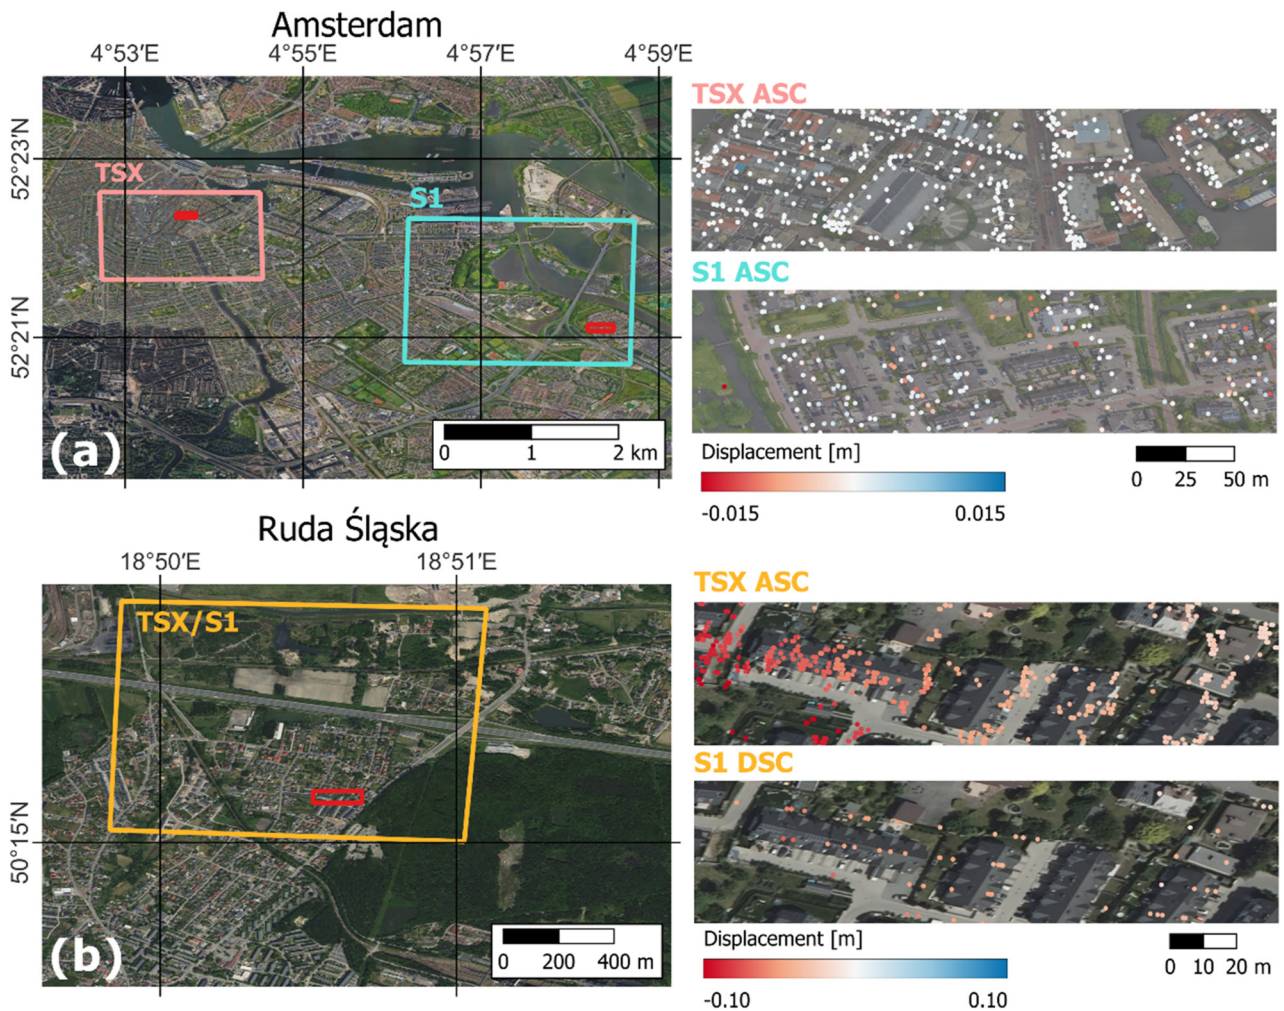 Amsterdam
4°53′E 4°55′E 4°57′E 4°59′E
52°23′N
52°21′N
TSX
S1
(a)
0 1 2 km
TSX ASC
S1 ASC
Displacement [m]
-0.015 0.015
0 25 50 m
Ruda Śląska
18°50′E 18°51′E
50°15′N
TSX/S1
(b)
0 200 400 m
TSX ASC
S1 DSC
Displacement [m]
-0.10 0.10
0 10 20 m